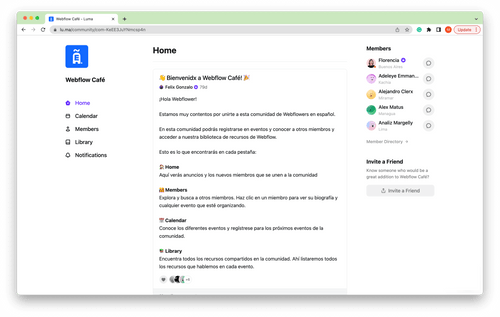 Webflow Café · Luma
lu.ma/community/com-KeEE0JuYNmcsp4n
Update
Webflow Café
Home
Calendar
Members
Library
Notifications
Home
👋 Bienvenidx a Webflow Café! 🎉
Felix Gonzalo 79d
¡Hola Webflower!
Estamos muy contentos por unirte a esta comunidad de Webflowers en español.
En esta comunidad podrás registrarse en eventos y conocer a otros miembros y
acceder a nuestra biblioteca de recursos de Webflow.
Esto es lo que encontrarás en cada pestaña:
Home
Aquí verás anuncios y los nuevos miembros que se unen a la comunidad
Members
Explora y busca a otros miembros. Haz clic en un miembro para ver su biografía y
cualquier evento que esté organizando.
Calendar
Conoce los diferentes eventos y regístrese para los próximos eventos de la
comunidad.
Library
Encuentra todos los recursos compartidos en la comunidad. Ahí listaremos todos
los recursos que hablemos en cada evento.
Members
Florencia
Buenos Aires
Adeleye Emman...
Alejandro Clerx
Miramar
Alex Matus
Managua
Analiz Margelly
Lima
Member Directory
Invite a Friend
Know someone who would be a
great addition to Webflow Café?
Invite a Friend